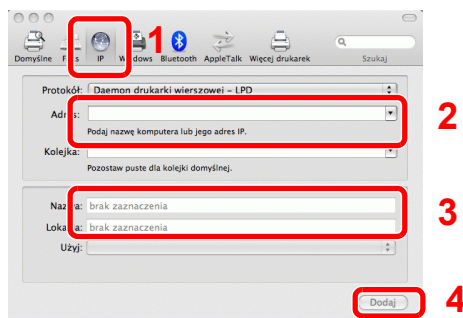 1
Domyślne Faks IP Windows Bluetooth AppleTalk Więcej drukarek Szukaj
Protokół: Daemon drukarki wierszowej – LPD
Adres:
2
Podaj nazwę komputera lub jego adres IP.
Kolejka:
Pozostaw puste dla kolejki domyślnej.
Nazwa: brak zaznaczenia
3
Lokacja: brak zaznaczenia
Użyj:
Dodaj
4